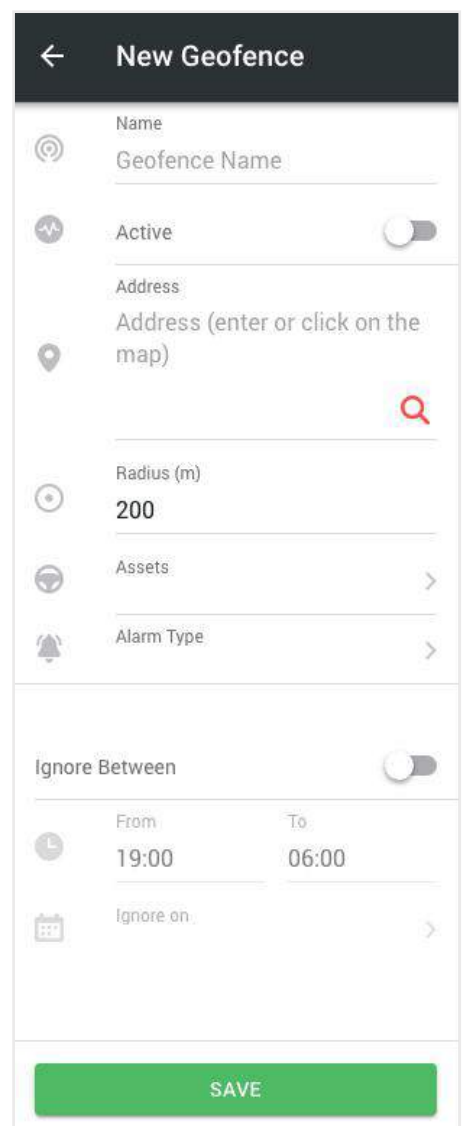 New Geofence
Name
Geofence Name
Active
Address
Address (enter or click on the
map)
Radius (m)
200
Assets
Alarm Type
Ignore Between
From To
19:00 06:00
Ignore on
SAVE